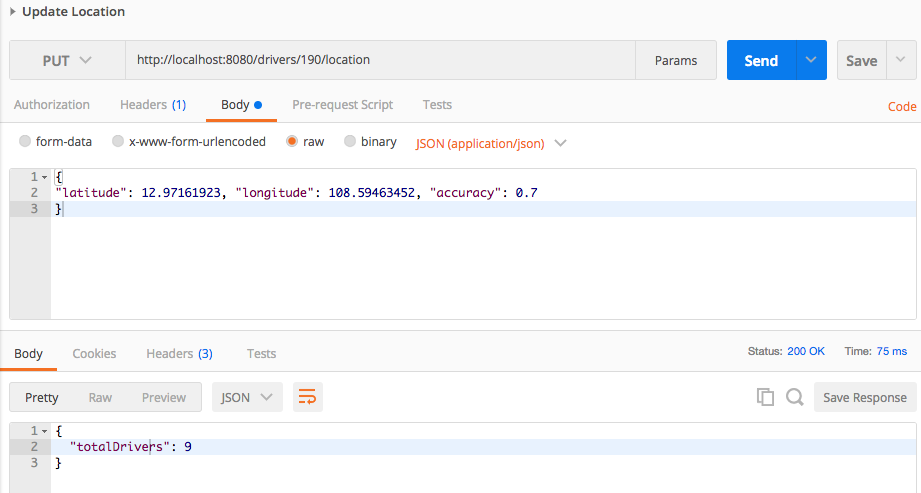 Update Location
PUT http://localhost:8080/drivers/190/location Params Send Save
Authorization Headers (1) Body Pre-request Script Tests Code
form-data x-www-form-urlencoded raw binary JSON (application/json)
1 {
2 "latitude": 12.97161923, "longitude": 108.59463452, "accuracy": 0.7
3 }
Body Cookies Headers (3) Tests Status: 200 OK Time: 75 ms
Pretty Raw Preview JSON Save Response
1 {
2 "totalDrivers": 9
3 }